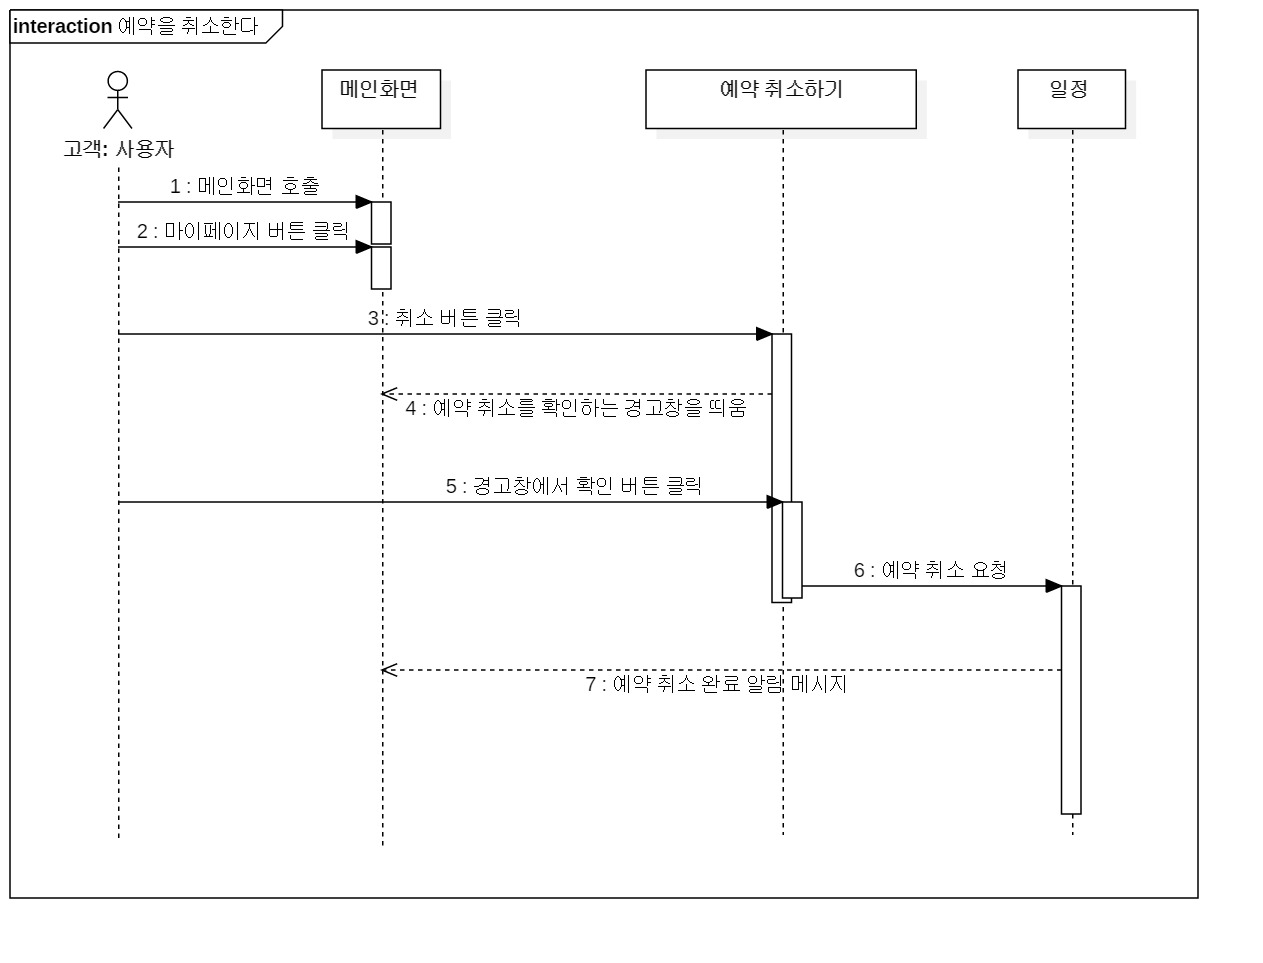 interaction 예약을 취소한다
메인화면
예약 취소하기
일정
고객: 사용자
1 : 메인화면 호출
2 : 마이페이지 버튼 클릭
3 : 취소 버튼 클릭
4 : 예약 취소를 확인하는 경고창을 띄움
5 : 경고창에서 확인 버튼 클릭
6 : 예약 취소 요청
7 : 예약 취소 완료 알림 메시지